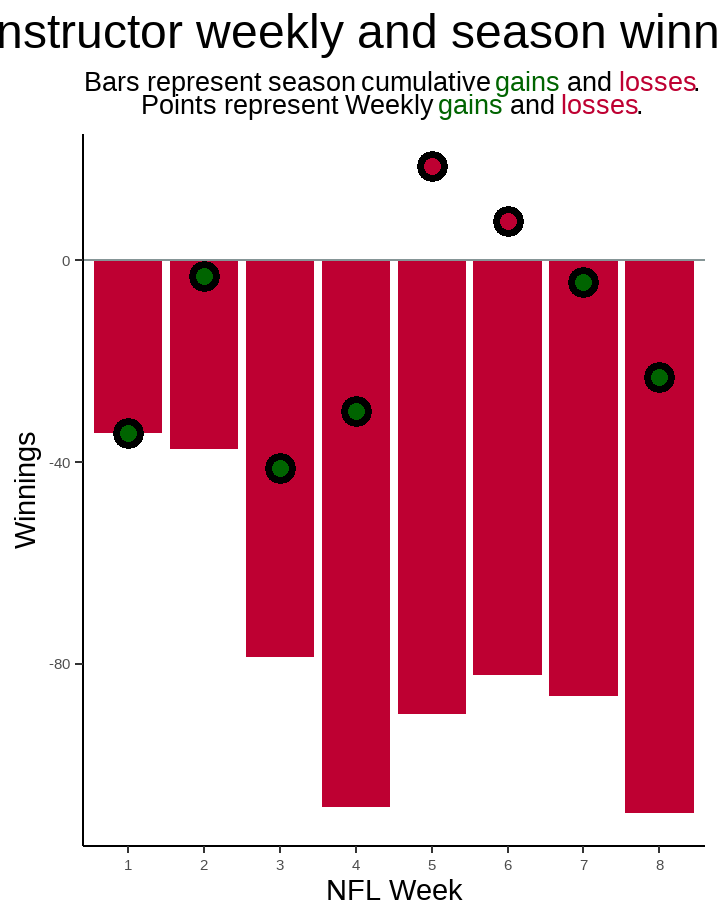 nstructor weekly and season winn
Bars represent season cumulative gains and losses.
Points represent Weekly gains and losses.
0
-40
-80
Winnings
1 2 3 4 5 6 7 8
NFL Week